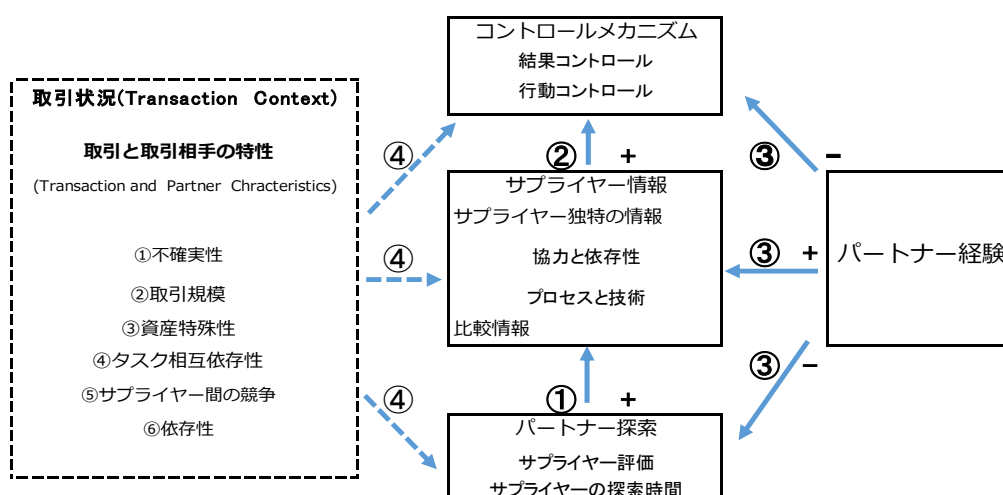 コントロールメカニズム
結果コントロール
行動コントロール
取引状況(Transaction Context)
取引と取引相手の特性
(Transaction and Partner Chracteristics)
①不確実性
②取引規模
③資産特殊性
④タスク相互依存性
⑤サプライヤー間の競争
⑥依存性
④
④
④
② +
サプライヤー情報
サプライヤー独特の情報
協力と依存性
プロセスと技術
比較情報
① +
パートナー探索
サプライヤー評価
サプライヤーの探索時間
③ −
③ +
③ −
パートナー経験